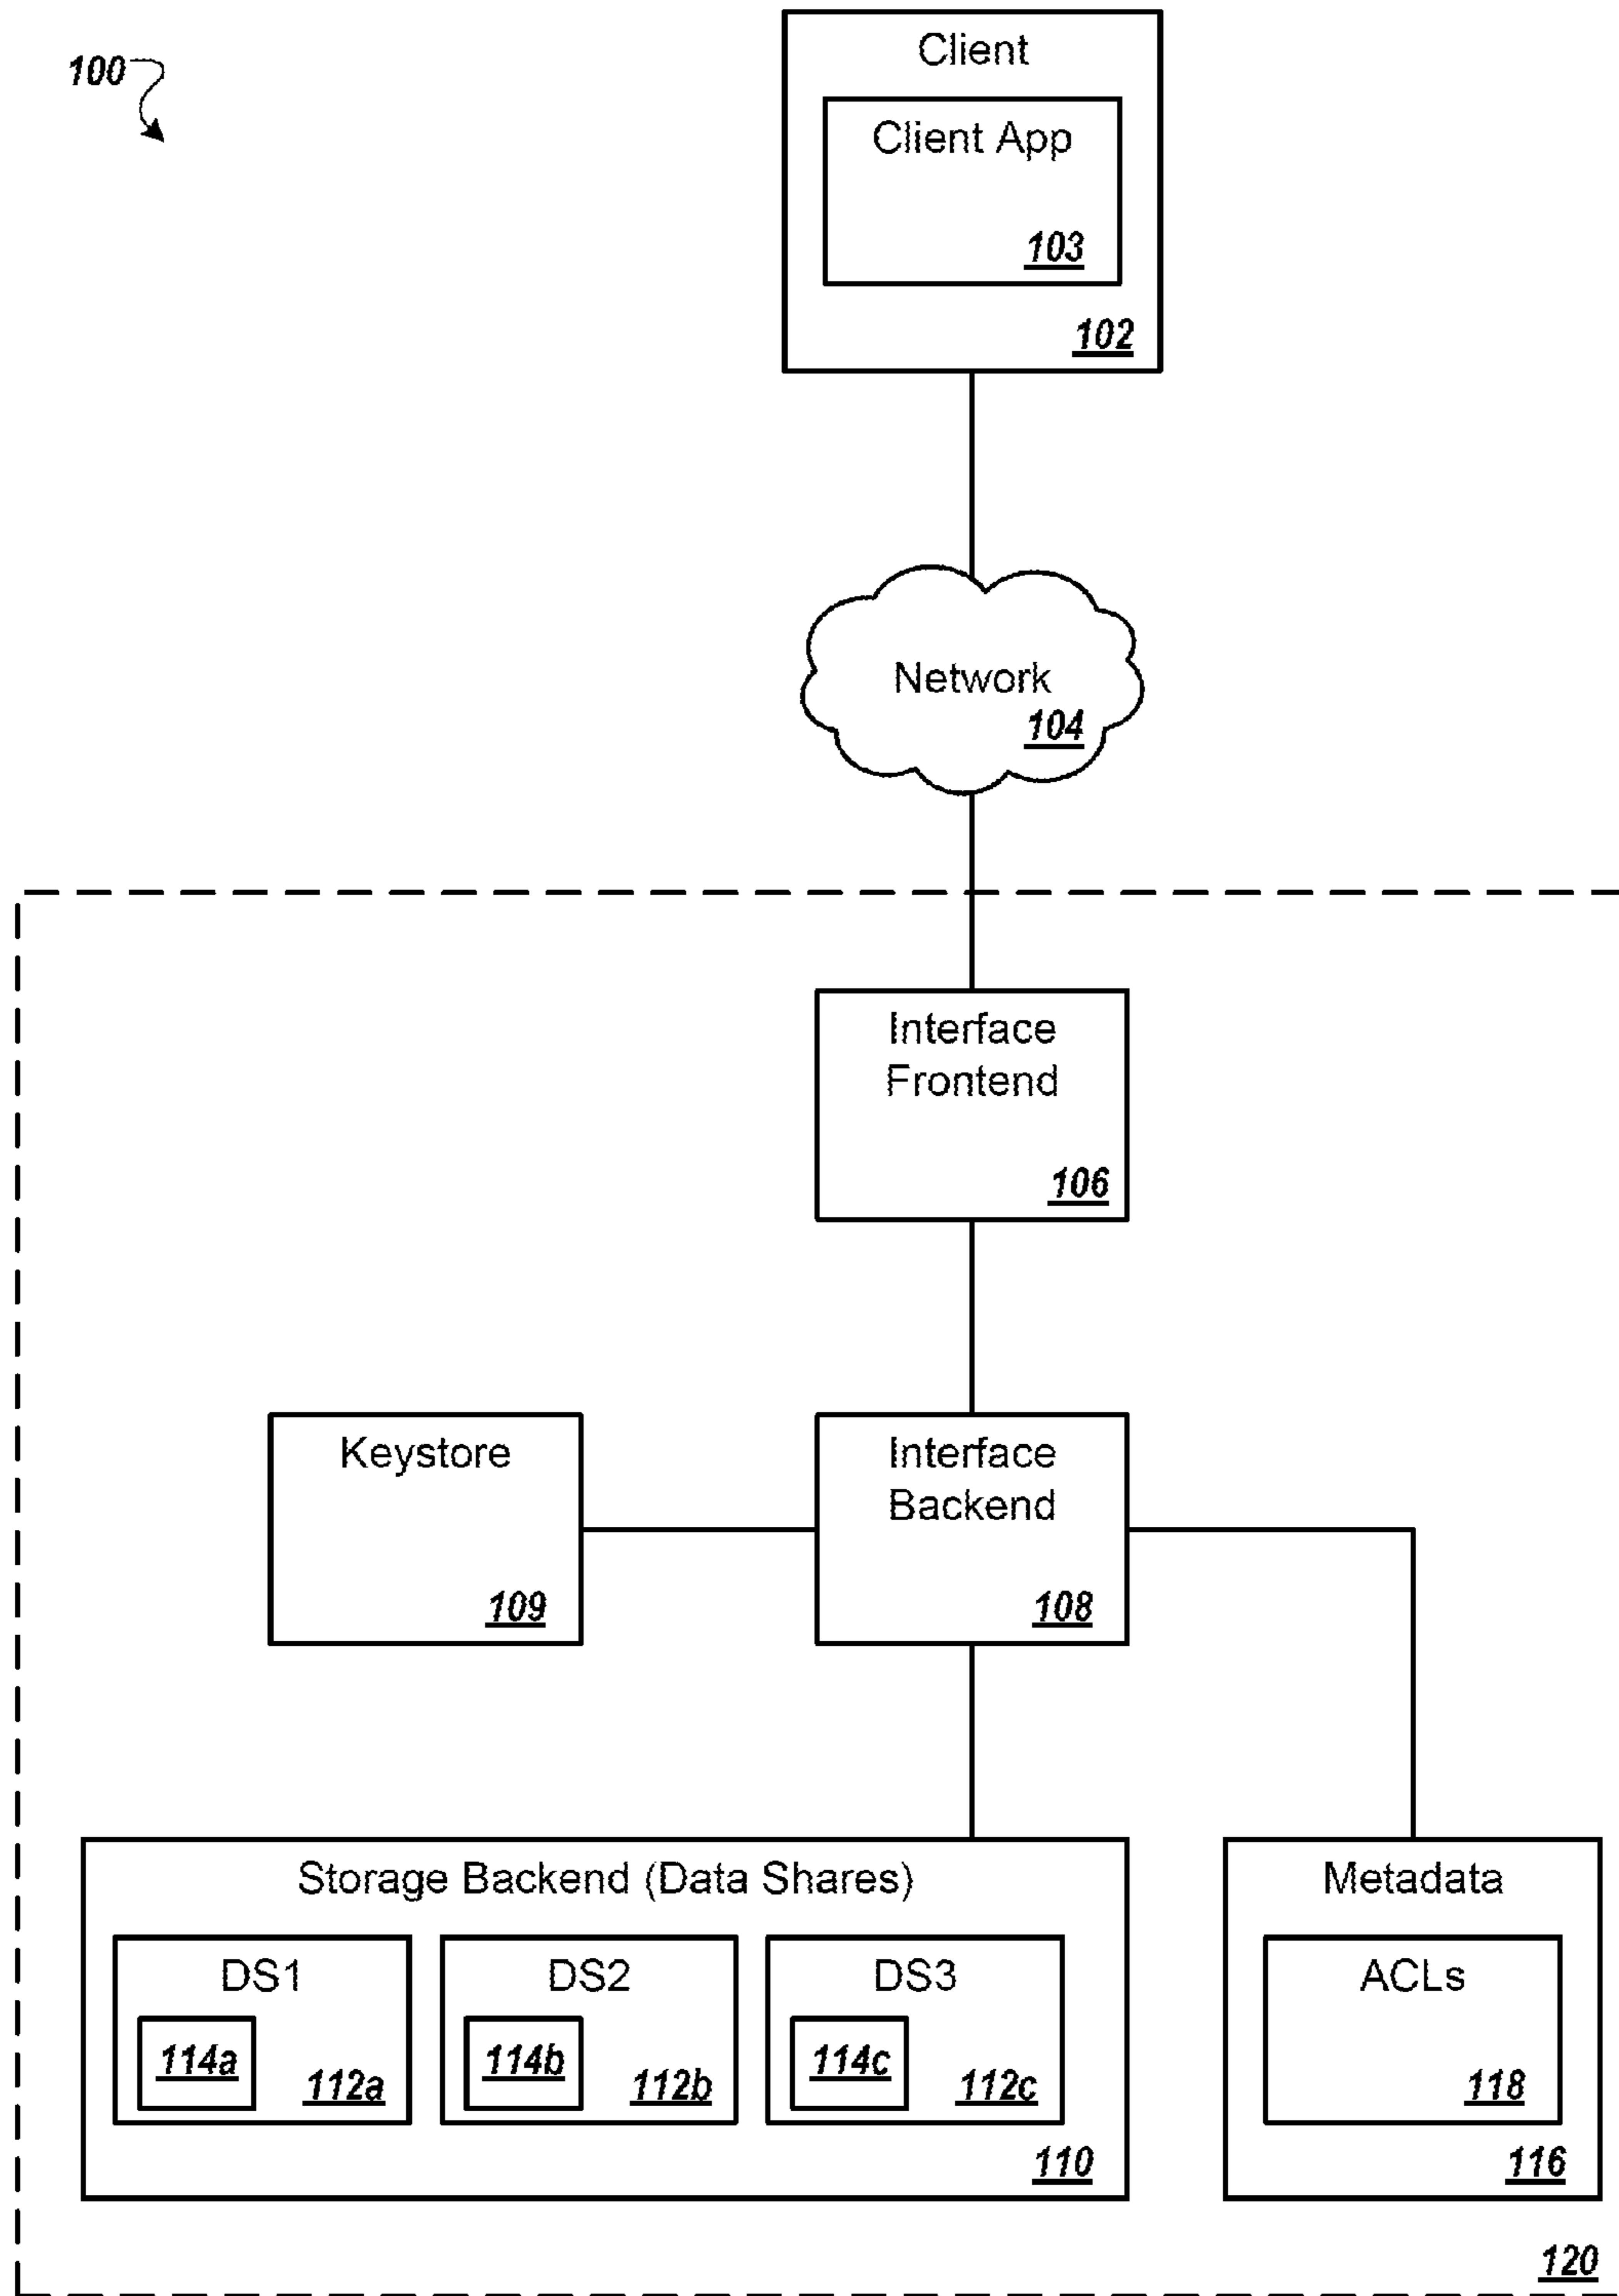 100
Client
Client App
103
102
Network
104
Interface
Frontend
106
Keystore
109
Interface
Backend
108
Storage Backend (Data Shares)
DS1
114a
112a
DS2
114b
112b
DS3
114c
112c
110
Metadata
ACLs
118
116
120